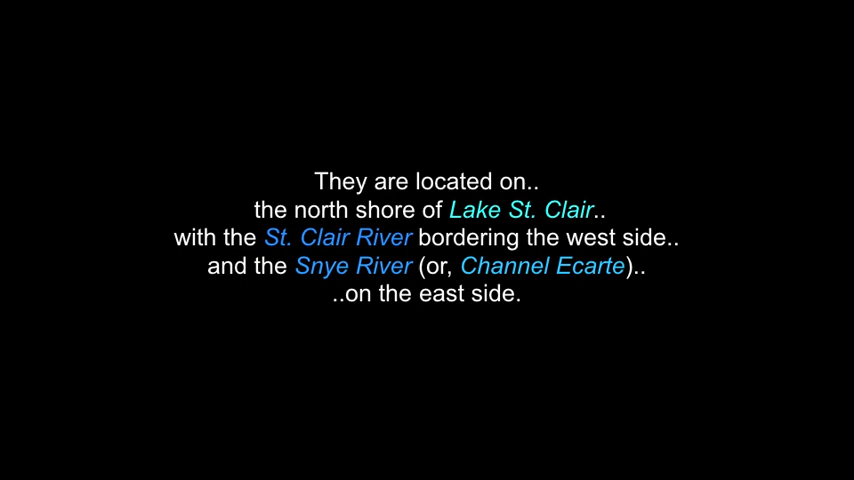 They are located on..
the north shore of Lake St. Clair..
with the St. Clair River bordering the west side..
and the Snye River (or, Channel Ecarte)..
..on the east side.